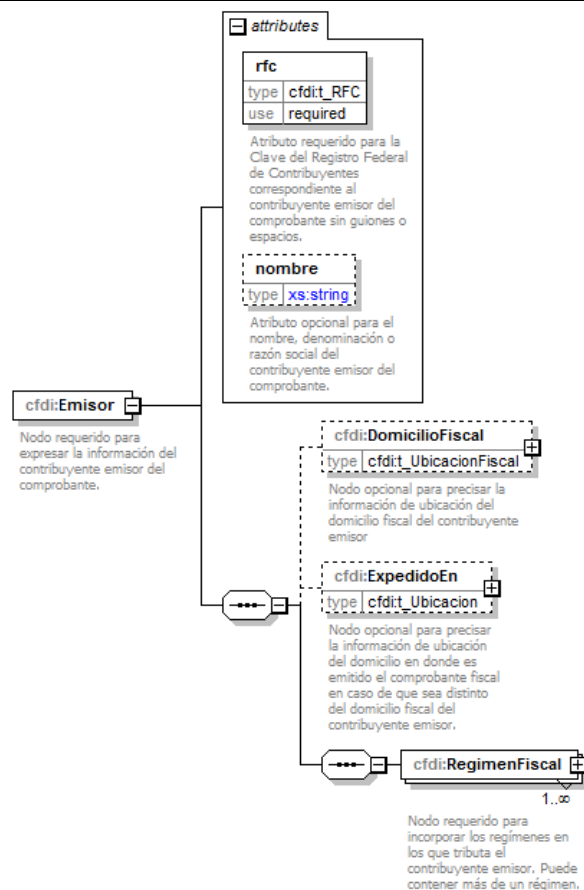 attributes
rfc
type cfdi:t_RFC
use required
Atributo requerido para la
Clave del Registro Federal
de Contribuyentes
correspondiente al
contribuyente emisor del
comprobante sin guiones o
espacios.
nombre
type xs:string
Atributo opcional para el
nombre, denominación o
razón social del
contribuyente emisor del
comprobante.
cfdi:Emisor
Nodo requerido para
expresar la información del
contribuyente emisor del
comprobante.
cfdi:DomicilioFiscal
type cfdi:t_UbicacionFiscal
Nodo opcional para precisar la
información de ubicación del
domicilio fiscal del contribuyente
emisor
cfdi:ExpedidoEn
type cfdi:t_Ubicacion
Nodo opcional para precisar
la información de ubicación
del domicilio en donde es
emitido el comprobante fiscal
en caso de que sea distinto
del domicilio fiscal del
contribuyente emisor.
cfdi:RegimenFiscal
1..∞
Nodo requerido para
incorporar los regímenes en
los que tributa el
contribuyente emisor. Puede
contener más de un régimen.